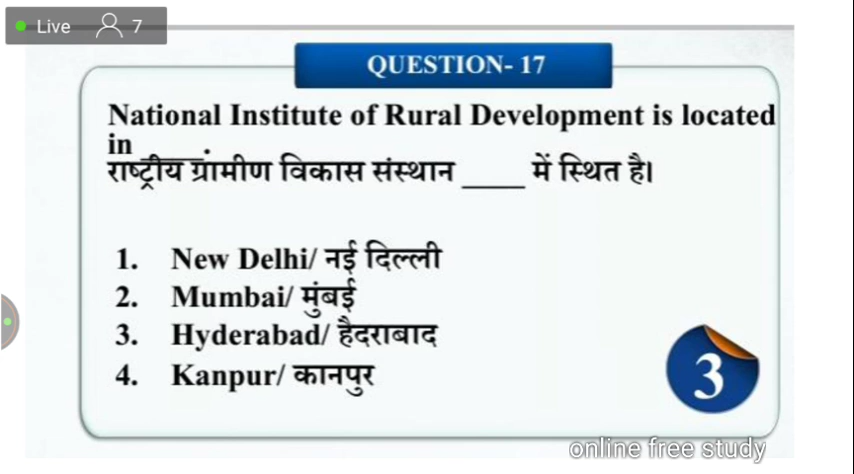 Live 7
QUESTION- 17
National Institute of Rural Development is located
in _____.
राष्ट्रीय ग्रामीण विकास संस्थान ____ में स्थित है।
1. New Delhi/ नई दिल्ली
2. Mumbai/ मुंबई
3. Hyderabad/ हैदराबाद
4. Kanpur/ कानपुर
3
online free study